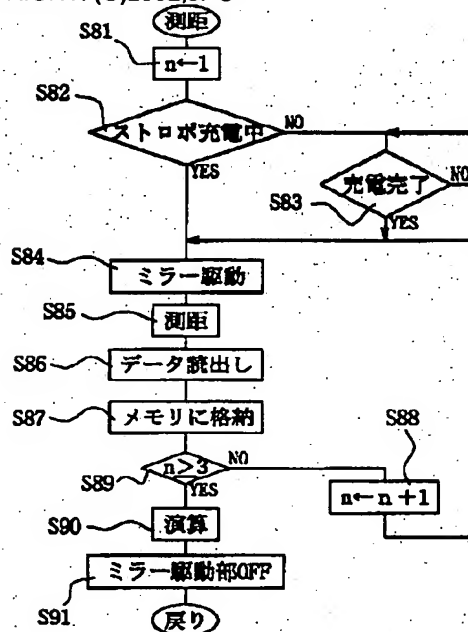 測距
S81
n←1
S82
ストロボ充電中
NO
YES
充電完了
NO
S83
YES
S84
ミラー駆動
S85
測距
S86
データ読出し
S87
メモリに格納
S88
S89
n>3
NO
YES
n←n+1
S90
演算
ミラー駆動部OFF
S91
戻り